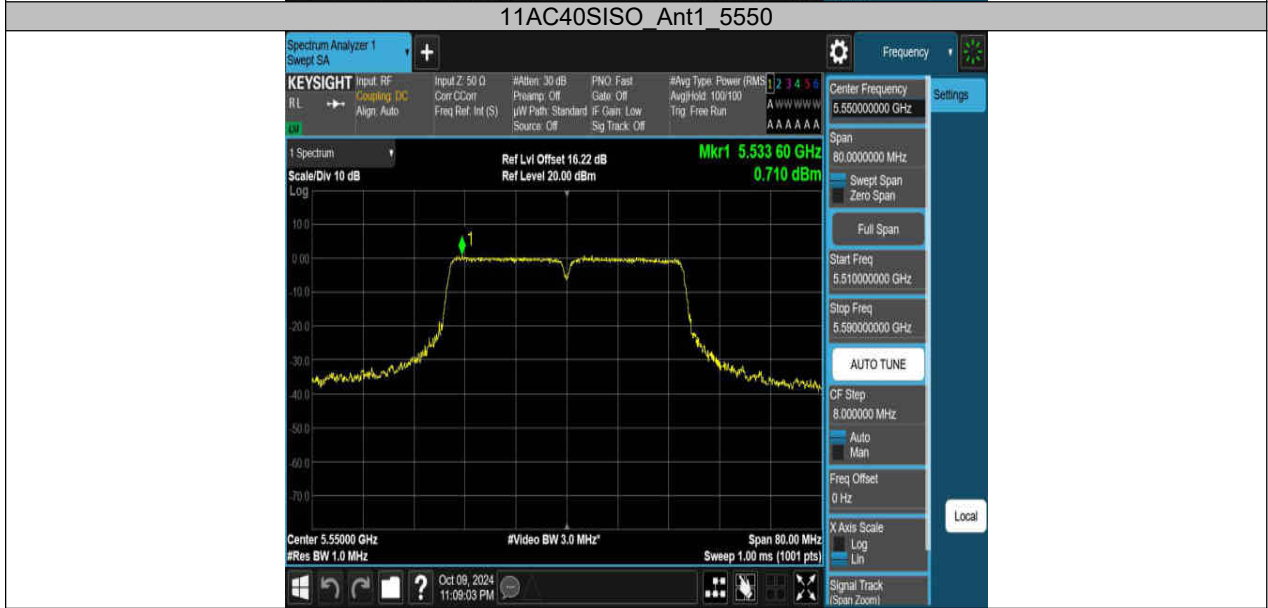 11AC40SISO_Ant1_5550
Spectrum Analyzer 1
Swept SA
+
Frequency
KEYSIGHT
RL
Input: RF
Coupling: DC
Align: Auto
Input Z: 50 Ω
Corr CCorr
Freq Ref: Int (S)
#Atten: 30 dB
Preamp: Off
µW Path: Standard
Source: Off
PNO: Fast
Gate: Off
IF Gain: Low
Sig Track: Off
#Avg Type: Power (RMS
Avg|Hold: 100/100
Trig: Free Run
1 2 3 4 5 6
A W W W W W
A A A A A A
1 Spectrum
Scale/Div 10 dB
Ref Lvl Offset 16.22 dB
Ref Level 20.00 dBm
Mkr1 5.533 60 GHz
0.710 dBm
Log
10.0
0.00
-10.0
-20.0
-30.0
-40.0
-50.0
-60.0
-70.0
1
Center 5.55000 GHz
#Res BW 1.0 MHz
#Video BW 3.0 MHz*
Span 80.00 MHz
Sweep 1.00 ms (1001 pts)
Center Frequency
5.550000000 GHz
Settings
Span
80.0000000 MHz
Swept Span
Zero Span
Full Span
Start Freq
5.510000000 GHz
Stop Freq
5.590000000 GHz
AUTO TUNE
CF Step
8.000000 MHz
Auto
Man
Freq Offset
0 Hz
X Axis Scale
Log
Lin
Local
Signal Track
(Span Zoom)
?
Oct 09, 2024
11:09:03 PM